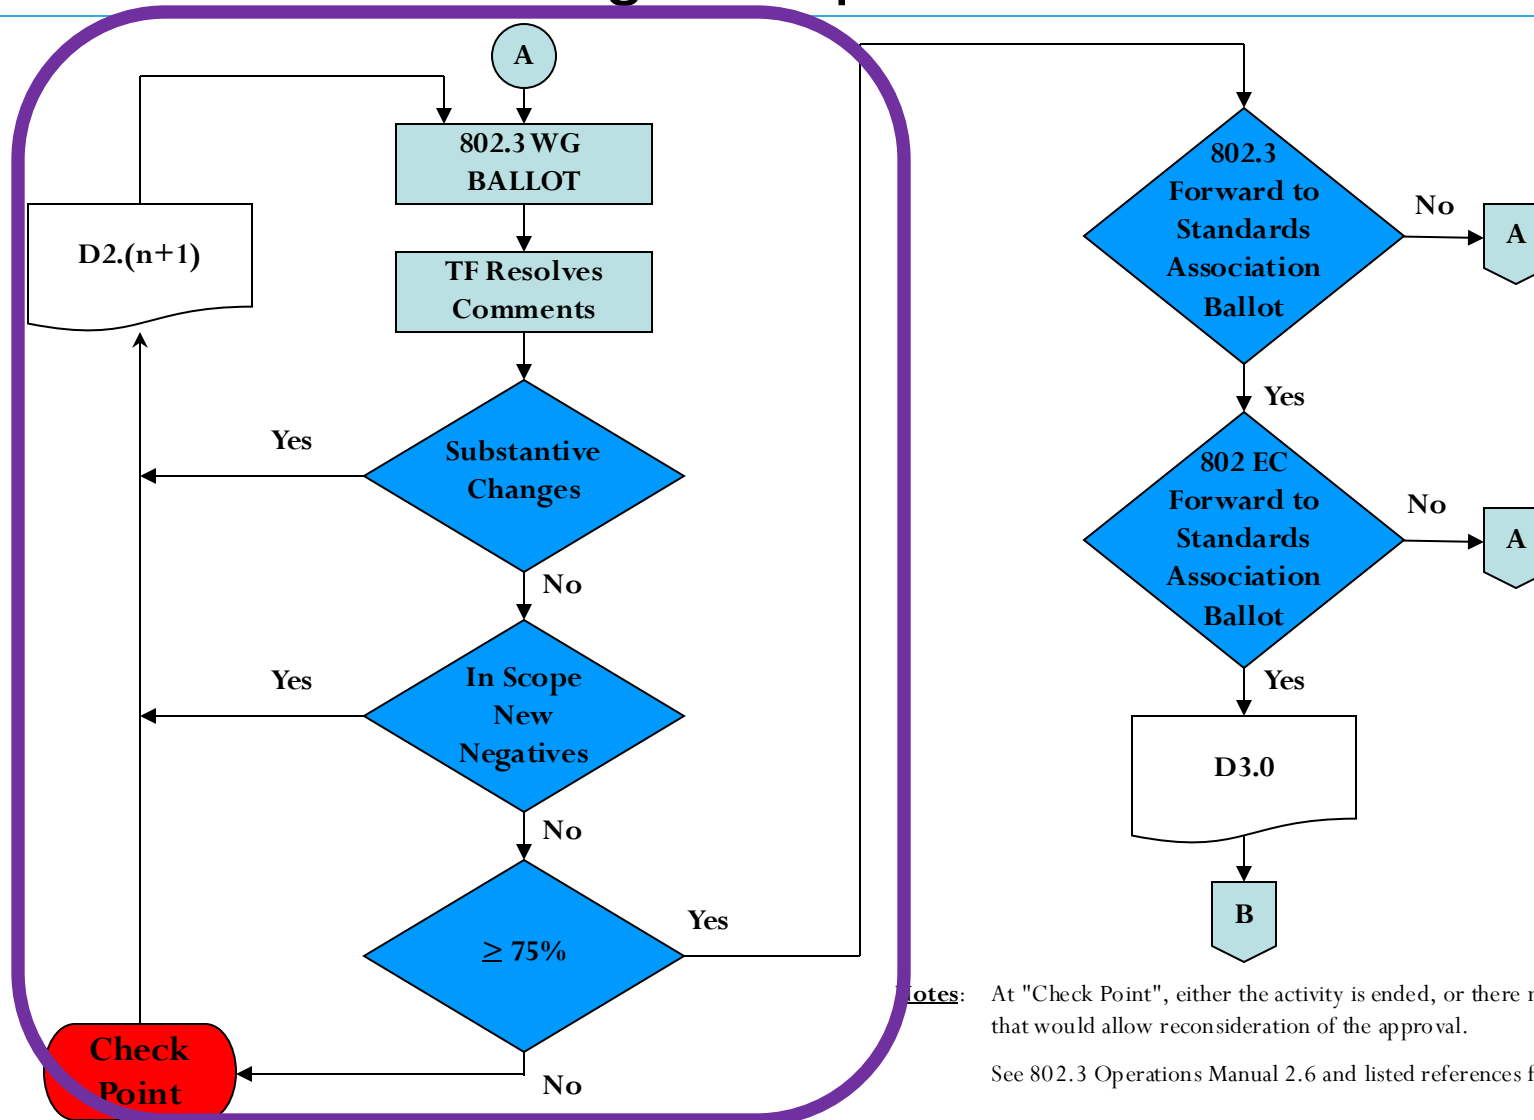 A
802.3 WG
BALLOT
D2.(n+1)
TF Resolves
Comments
Substantive
Changes
Yes
No
In Scope
New
Negatives
Yes
No
≥ 75%
Yes
No
Check
Point
802.3
Forward to
Standards
Association
Ballot
No
A
Yes
802 EC
Forward to
Standards
Association
Ballot
No
A
Yes
D3.0
B
Notes: At "Check Point", either the activity is ended, or there
that would allow reconsideration of the approval.
See 802.3 Operations Manual 2.6 and listed references